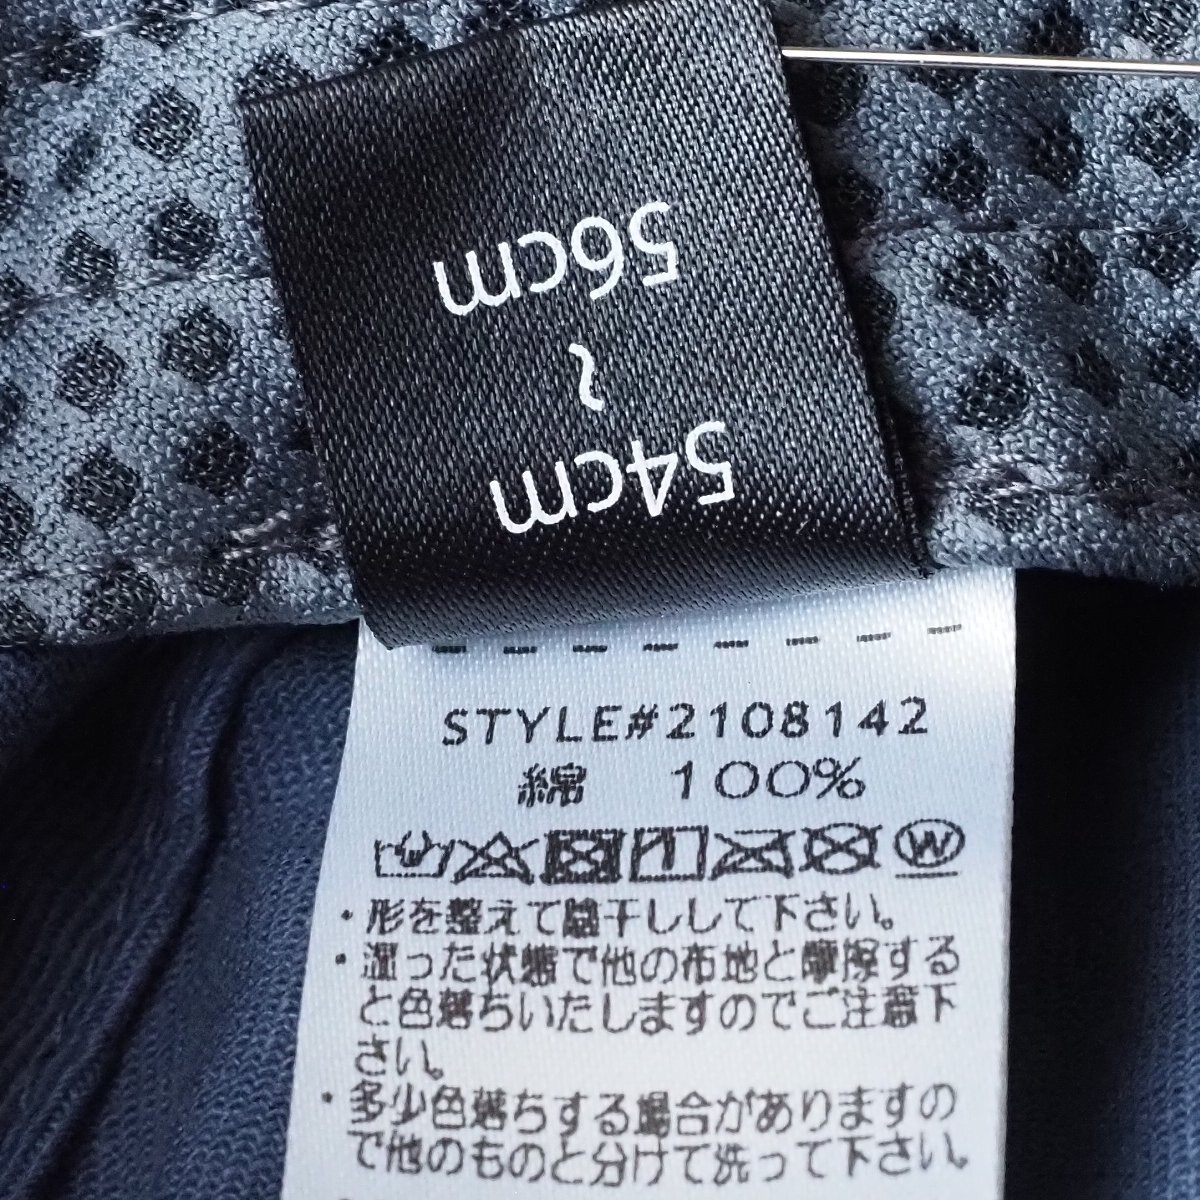 54cm
~
56cm
STYLE#2108142
綿 100%
W
・形を整えて陰干しして下さい。
・湿った状態で他の布地と摩擦する
と色落ちいたしますのでご注意下
さい。
・多少色落ちする場合がありますの
で他のものと分けて洗って下さい。